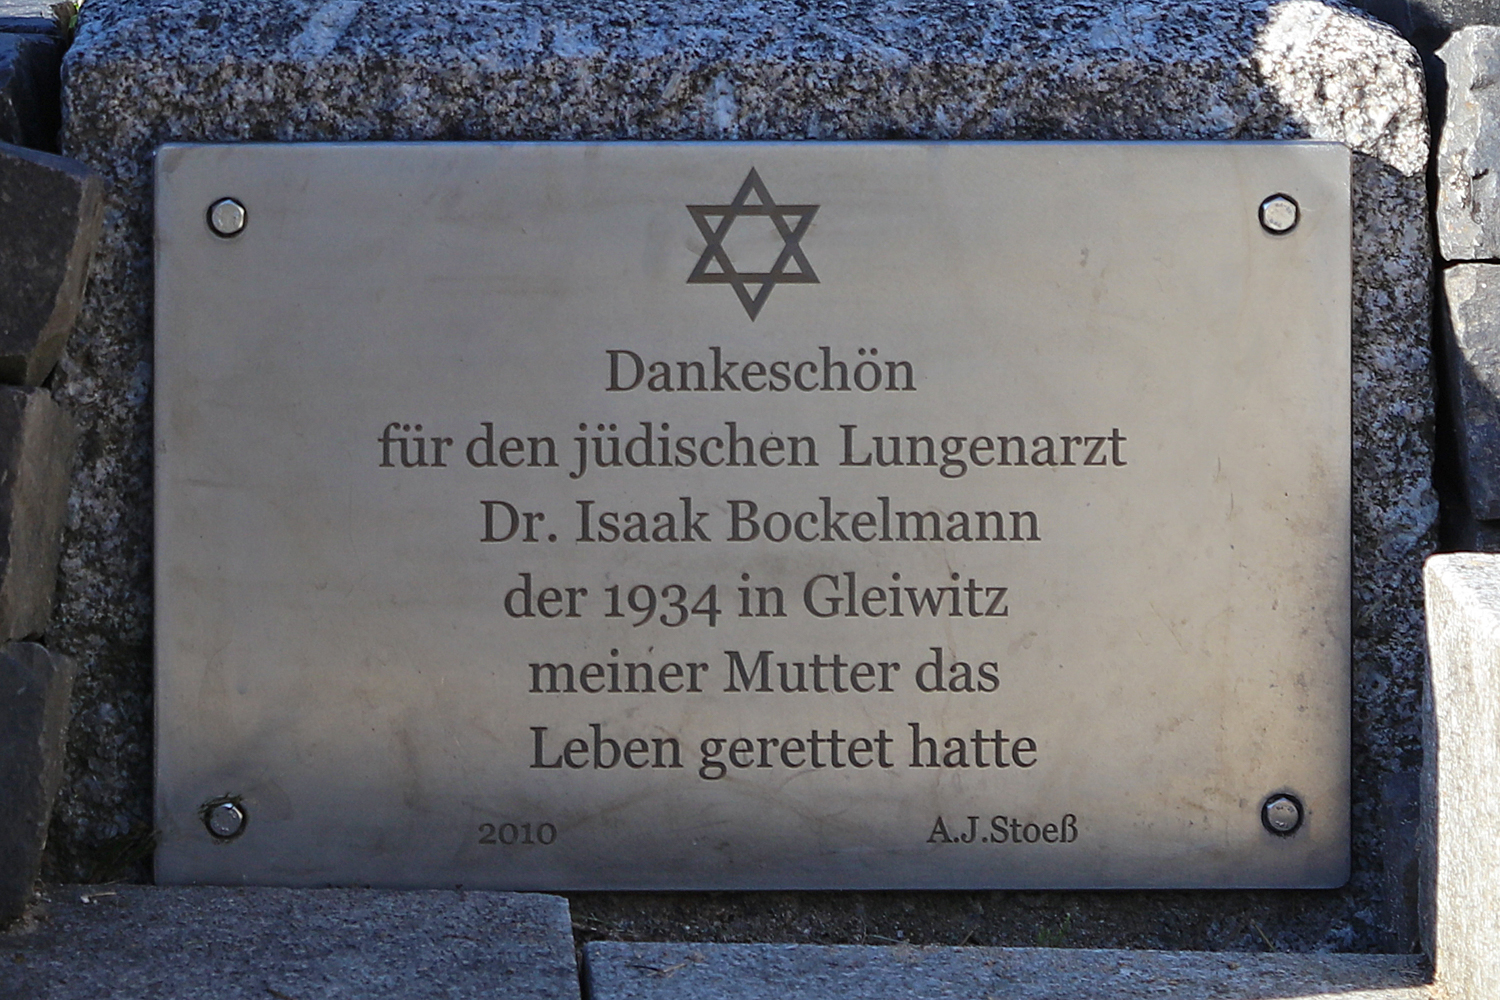 Dankeschön
für den jüdischen Lungenarzt
Dr. Isaak Bockelmann
der 1934 in Gleiwitz
meiner Mutter das
Leben gerettet hatte
2010 A.J.Stoeß